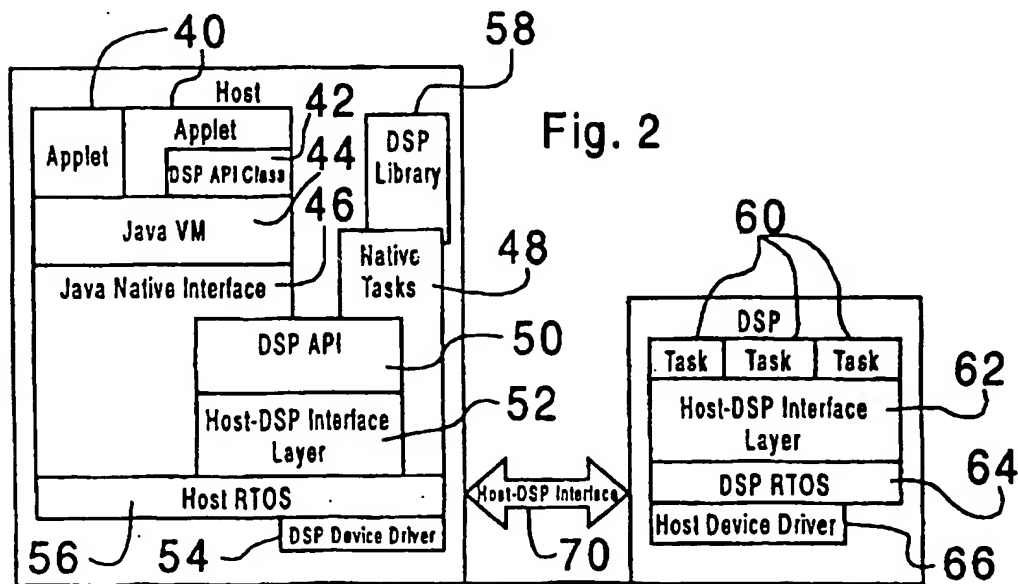 40
58
Host
Applet
42
Fig. 2
Applet
DSP API Class
44
DSP
Library
Java VM
46
60
Java Native Interface
Native
Tasks
48
DSP
DSP API
50
Task
Task
Task
62
Host-DSP Interface
Layer
52
Host-DSP Interface
Layer
Host RTOS
Host-DSP Interface
DSP RTOS
64
56
54
DSP Device Driver
70
Host Device Driver
66